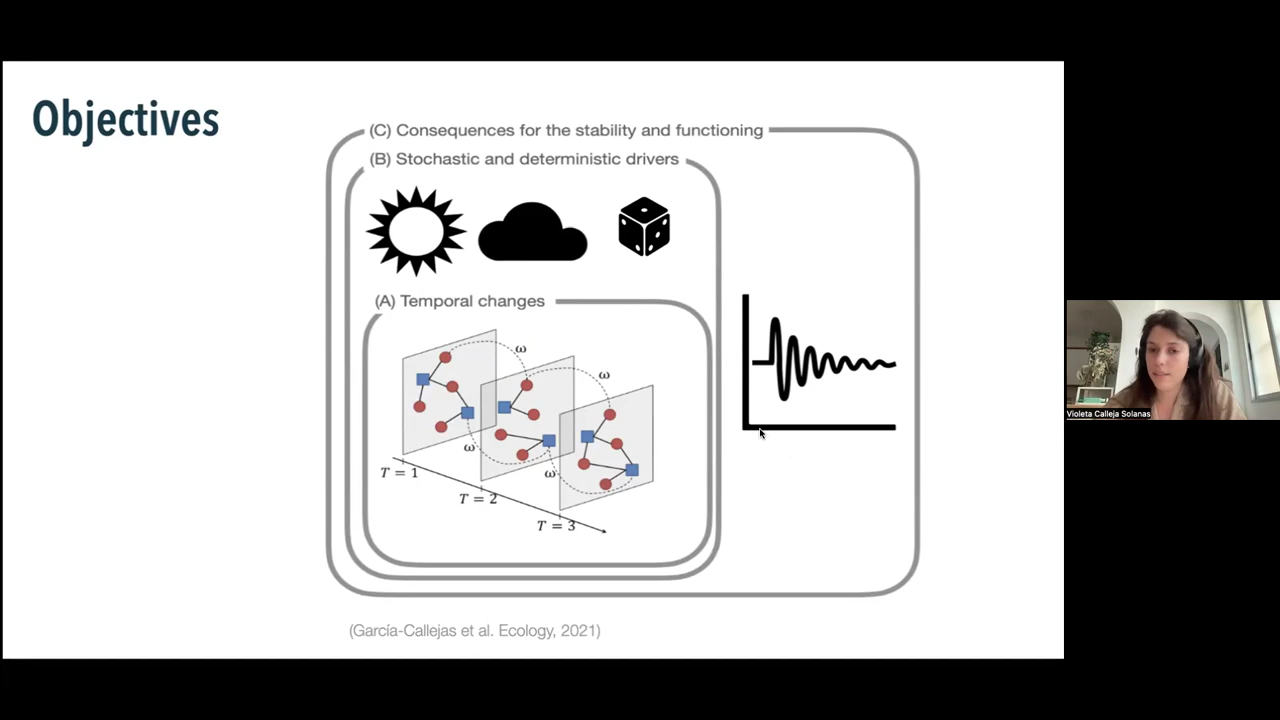 Objectives
(C) Consequences for the stability and functioning
(B) Stochastic and deterministic drivers
(A) Temporal changes
ω
ω
ω
ω
T = 1
T = 2
T = 3
(García-Callejas et al. Ecology, 2021)
Violeta Calleja Solanas